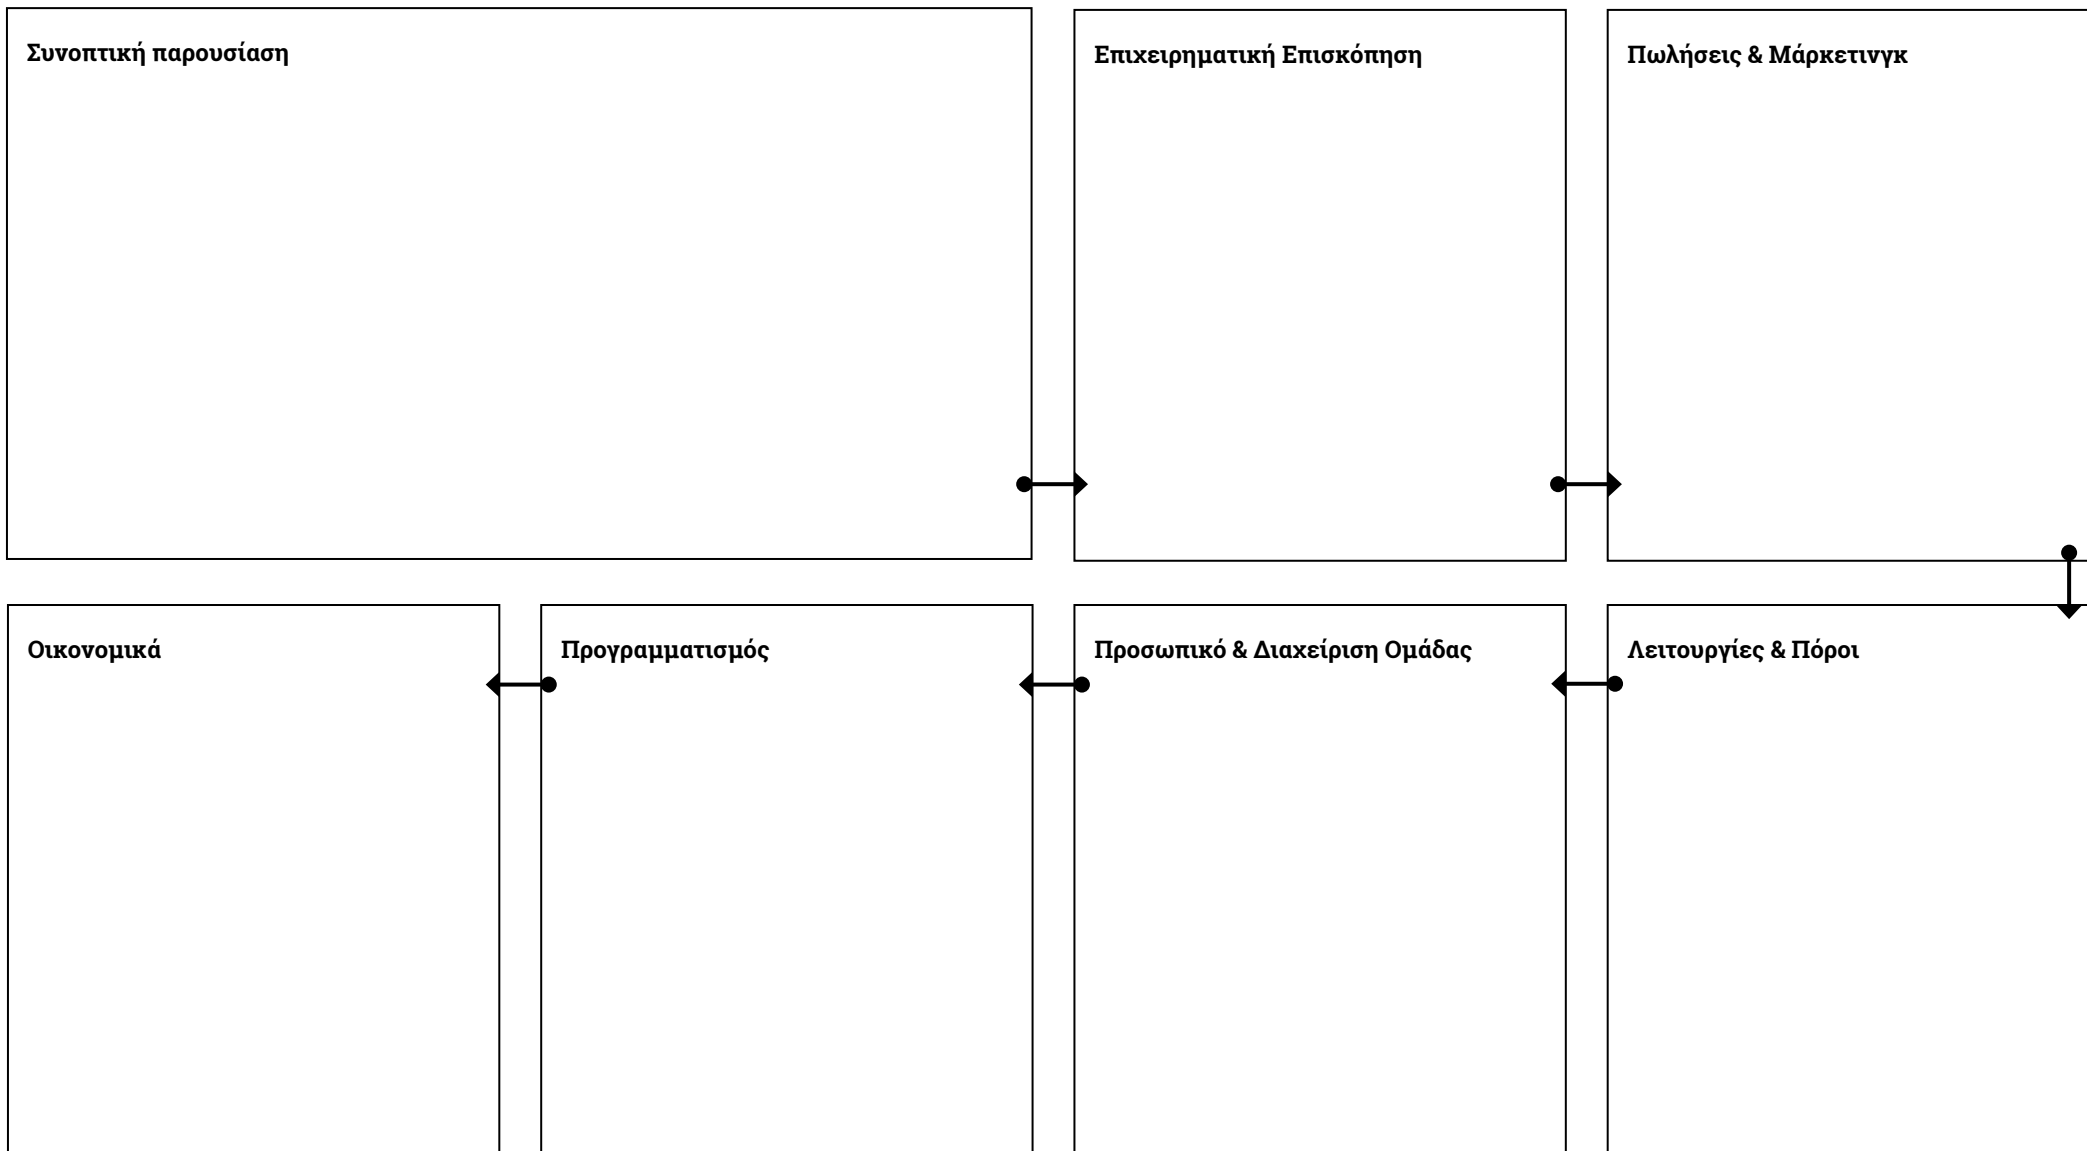 Συνοπτική παρουσίαση
Επιχειρηματική Επισκόπηση
Πωλήσεις & Μάρκετινγκ
Οικονομικά
Προγραμματισμός
Προσωπικό & Διαχείριση Ομάδας
Λειτουργίες & Πόροι